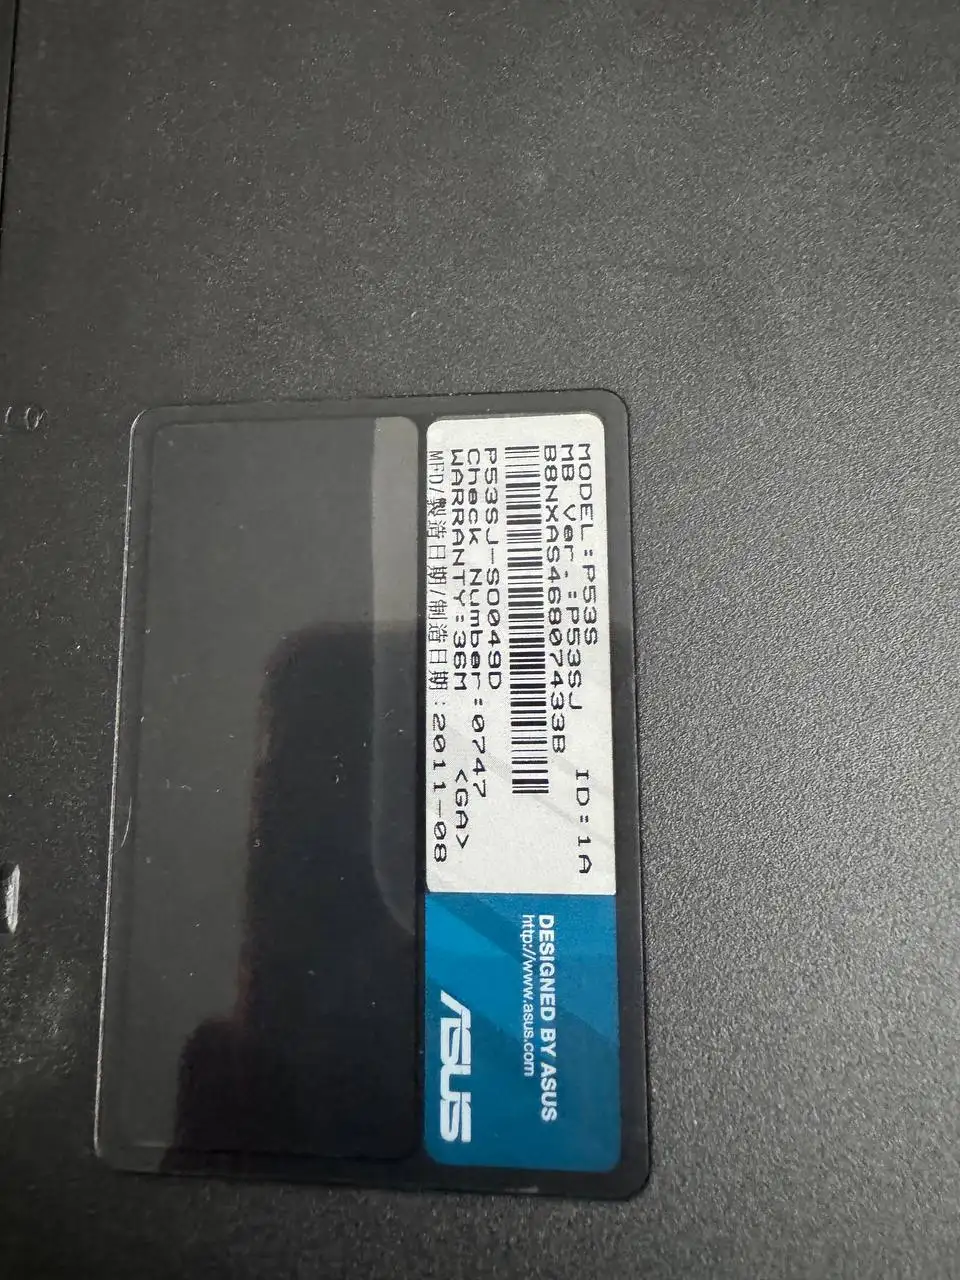 MODEL:P53S ID:1A
MB Ver.:P53SJ
B8NXAS46807433B
P53SJ-SO049D
Check Number:0747
WARRANTY:36M <GA>
MFD/製造日期/制造日期:2011-08
DESIGNED BY ASUS
http://www.asus.com
ASUS